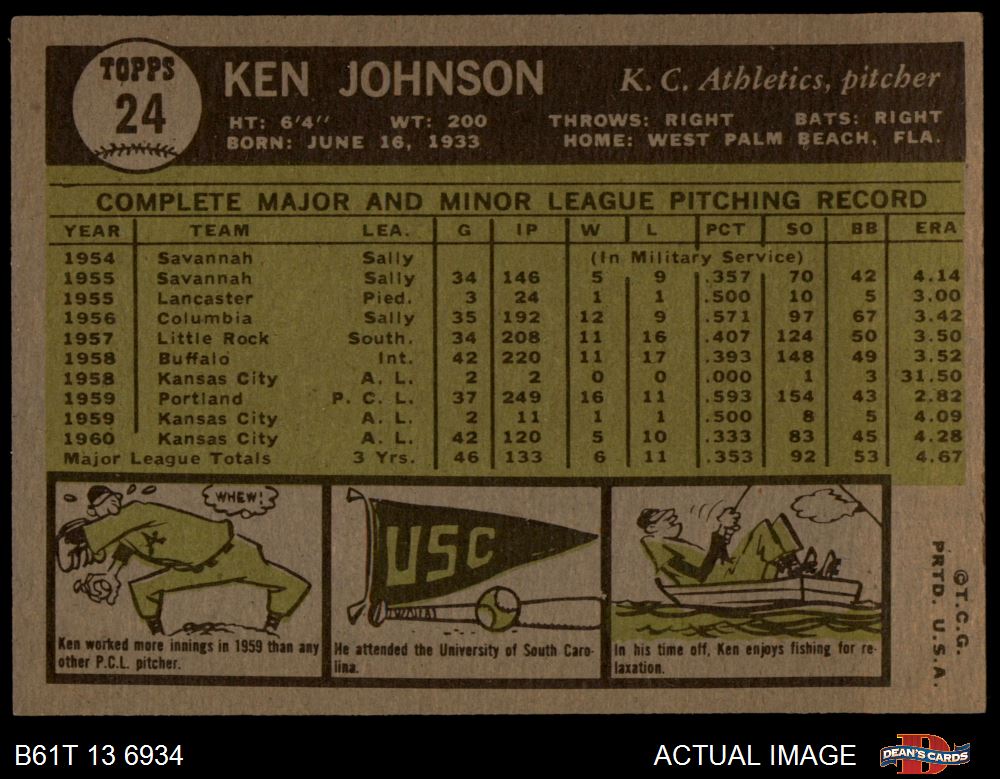 TOPPS
24
KEN JOHNSON
K. C. Athletics, pitcher
HT: 6'4" WT: 200 THROWS: RIGHT BATS: RIGHT
BORN: JUNE 16, 1933 HOME: WEST PALM BEACH, FLA.
COMPLETE MAJOR AND MINOR LEAGUE PITCHING RECORD
YEAR TEAM LEA. G IP W L PCT SO BB ERA
1954 Savannah Sally (In Military Service)
1955 Savannah Sally 34 146 5 9 .357 70 42 4.14
1955 Lancaster Pied. 3 24 1 1 .500 10 5 3.00
1956 Columbia Sally 35 192 12 9 .571 97 67 3.42
1957 Little Rock South. 34 208 11 16 .407 124 50 3.50
1958 Buffalo Int. 42 220 11 17 .393 148 49 3.52
1958 Kansas City A. L. 2 2 0 0 .000 1 3 31.50
1959 Portland P. C. L. 37 249 16 11 .593 154 43 2.82
1959 Kansas City A. L. 2 11 1 1 .500 8 5 4.09
1960 Kansas City A. L. 42 120 5 10 .333 83 45 4.28
Major League Totals 3 Yrs. 46 133 6 11 .353 92 53 4.67
WHEW!
Ken worked more innings in 1959 than any
other P.C.L. pitcher.
USC
He attended the University of South Caro-
lina.
In his time off, Ken enjoys fishing for re-
laxation.
© T.C.G.
PRTD. U.S.A.
B61T 13 6934
ACTUAL IMAGE
DEAN'S CARDS